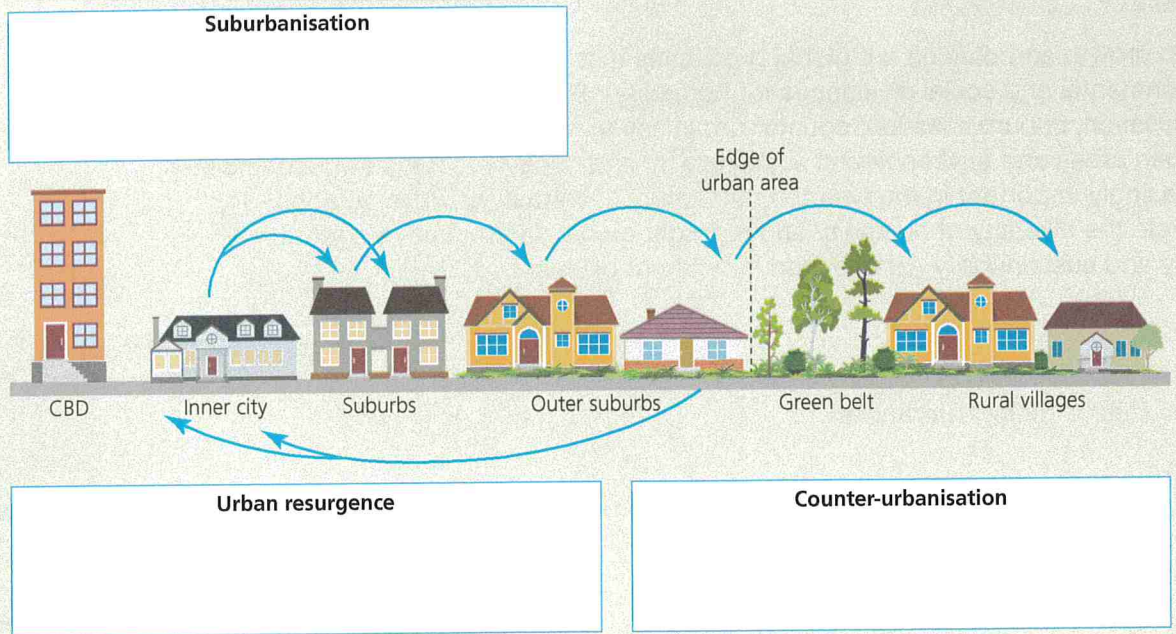 Suburbanisation
Edge of
urban area
CBD
Inner city
Suburbs
Outer suburbs
Green belt
Rural villages
Urban resurgence
Counter-urbanisation